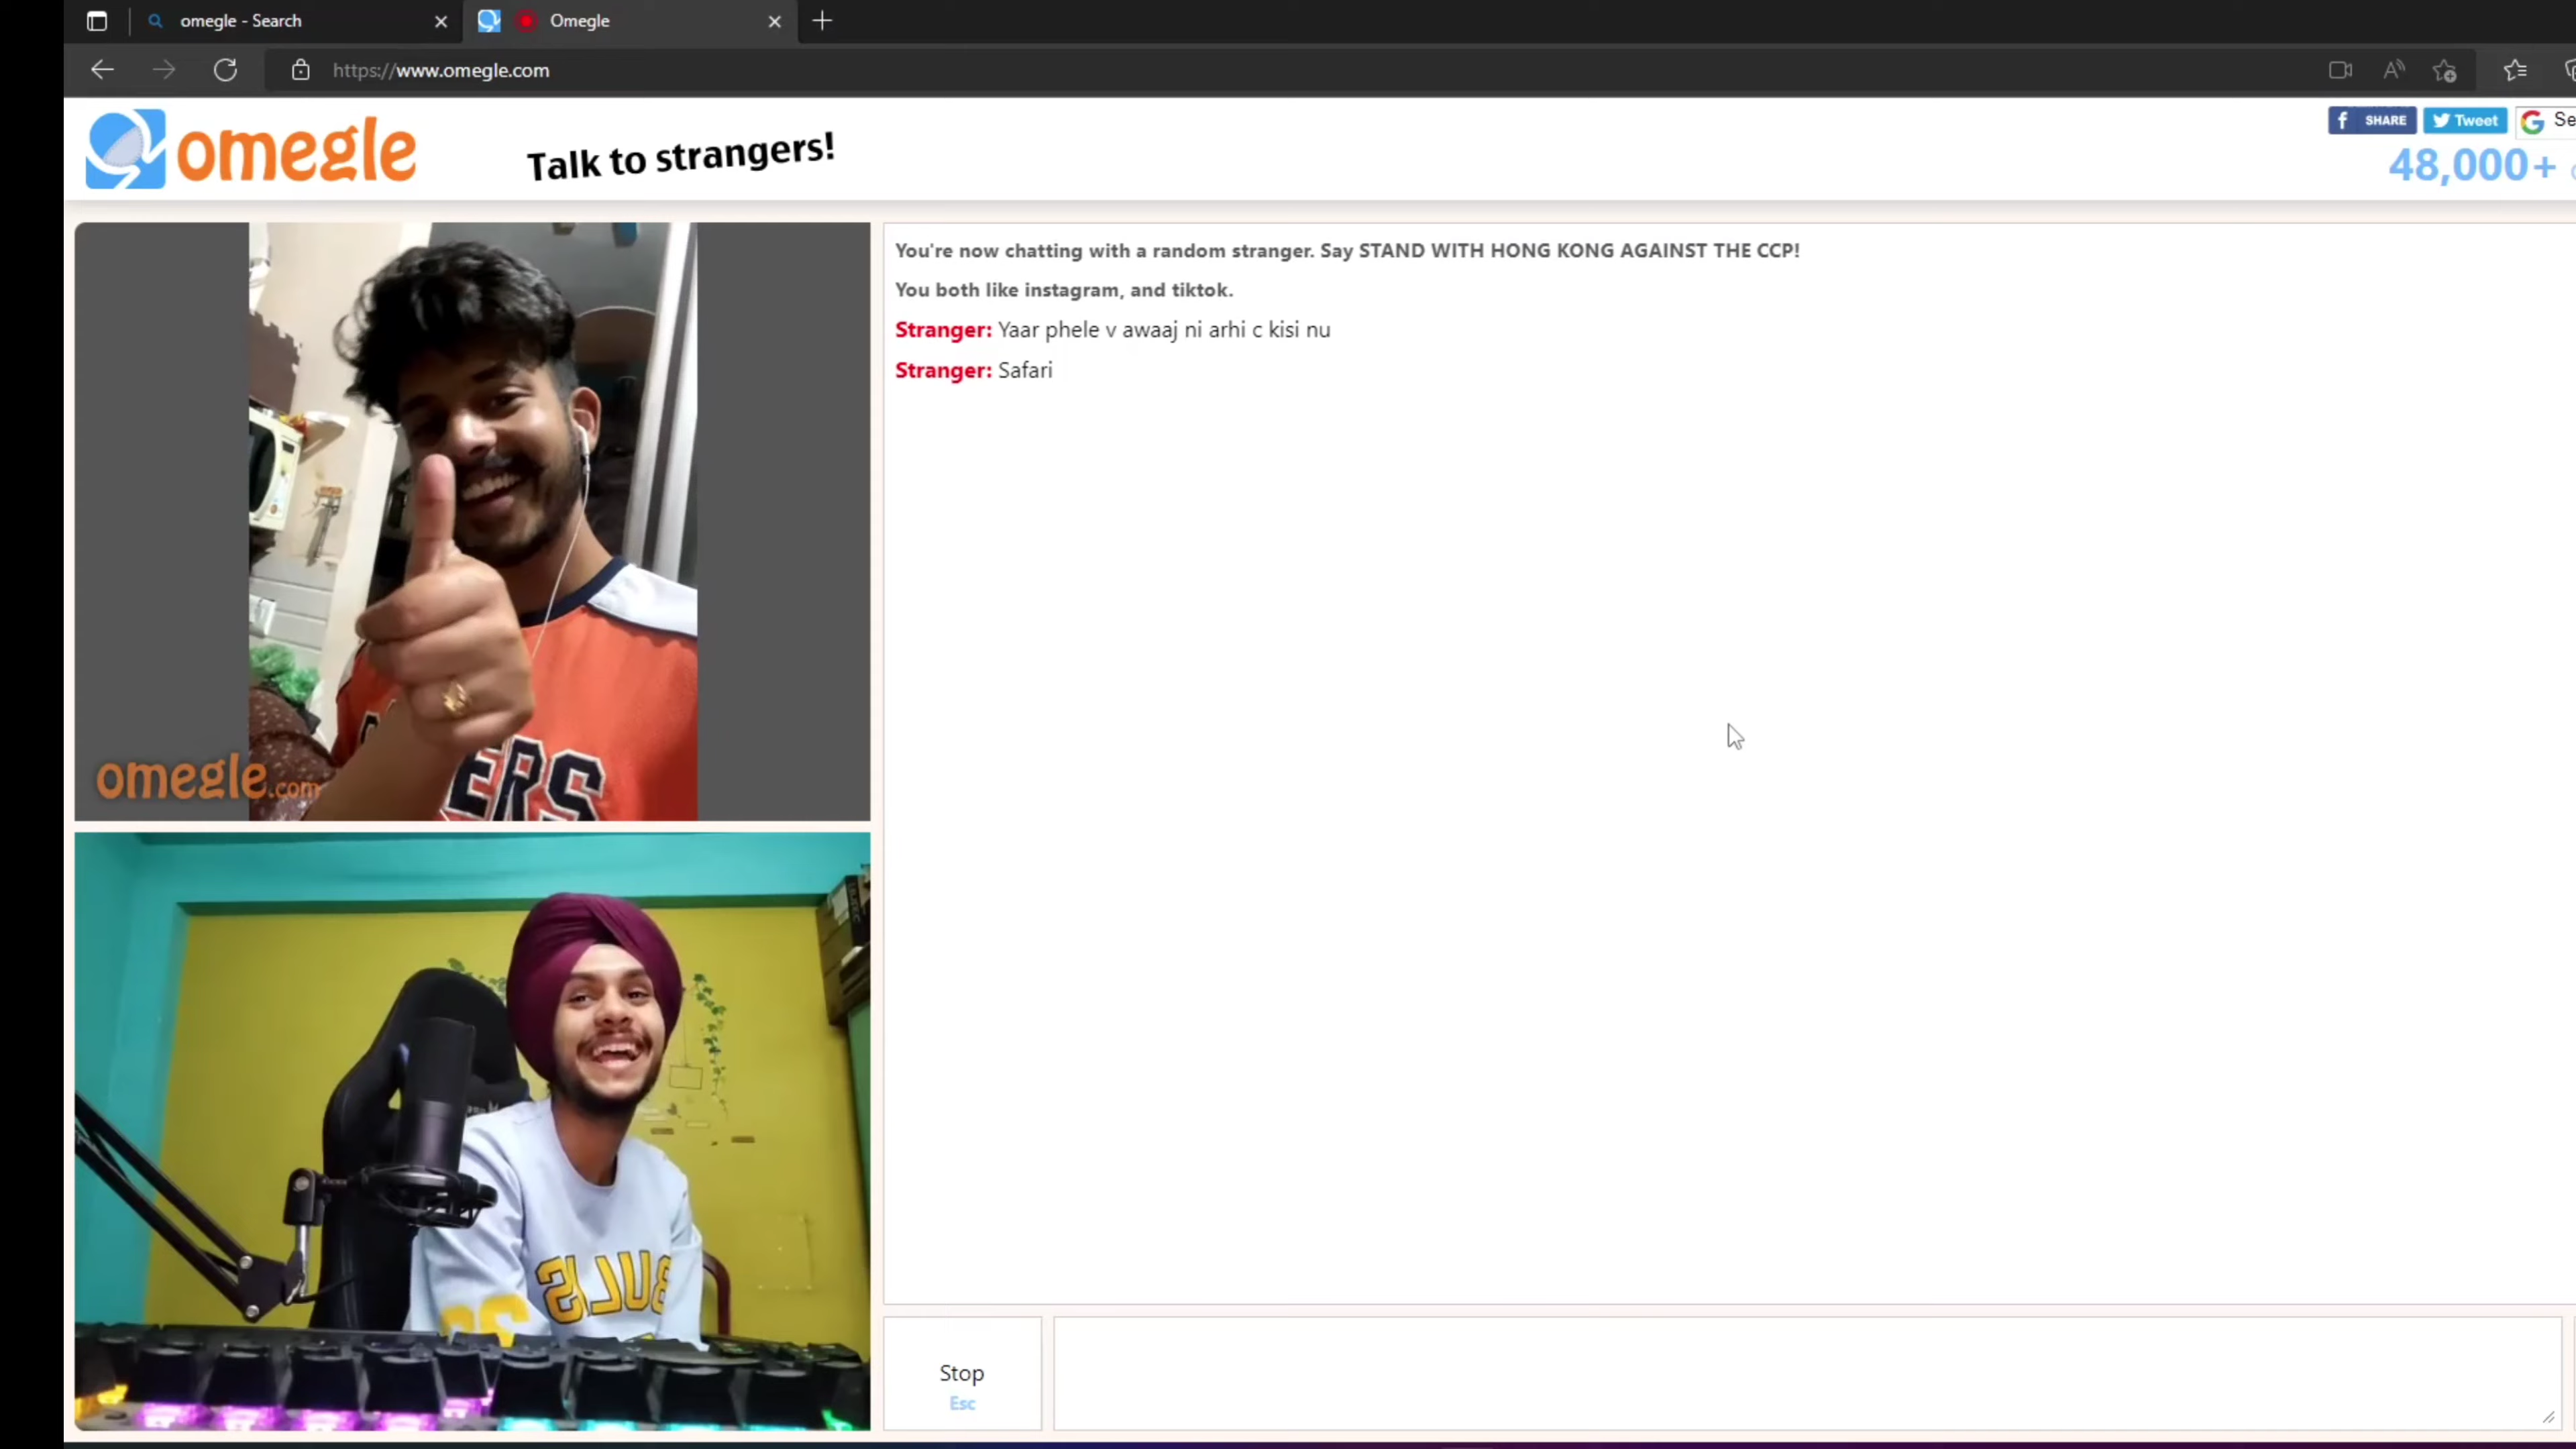 omegle - Search
Omegle
https://www.omegle.com
omegle
Talk to strangers!
f SHARE
Tweet
48,000+
You're now chatting with a random stranger. Say STAND WITH HONG KONG AGAINST THE CCP!
You both like instagram, and tiktok.
Stranger: Yaar phele v awaaj ni arhi c kisi nu
Stranger: Safari
ERS
omegle.com
BULLS
Stop
Esc